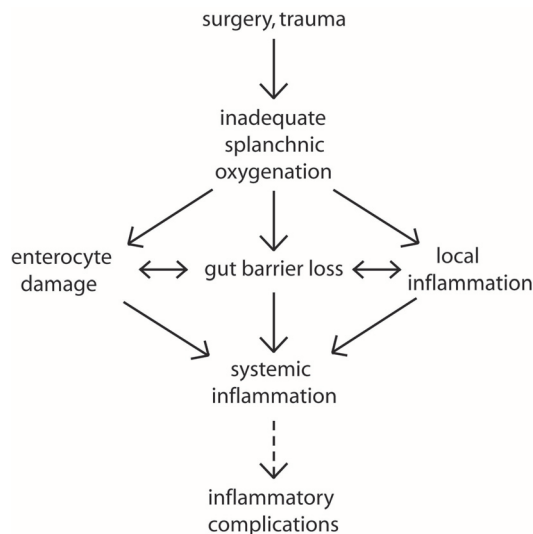 surgery, trauma
inadequate
splanchnic
oxygenation
enterocyte
damage
gut barrier loss
local
inflammation
systemic
inflammation
inflammatory
complications